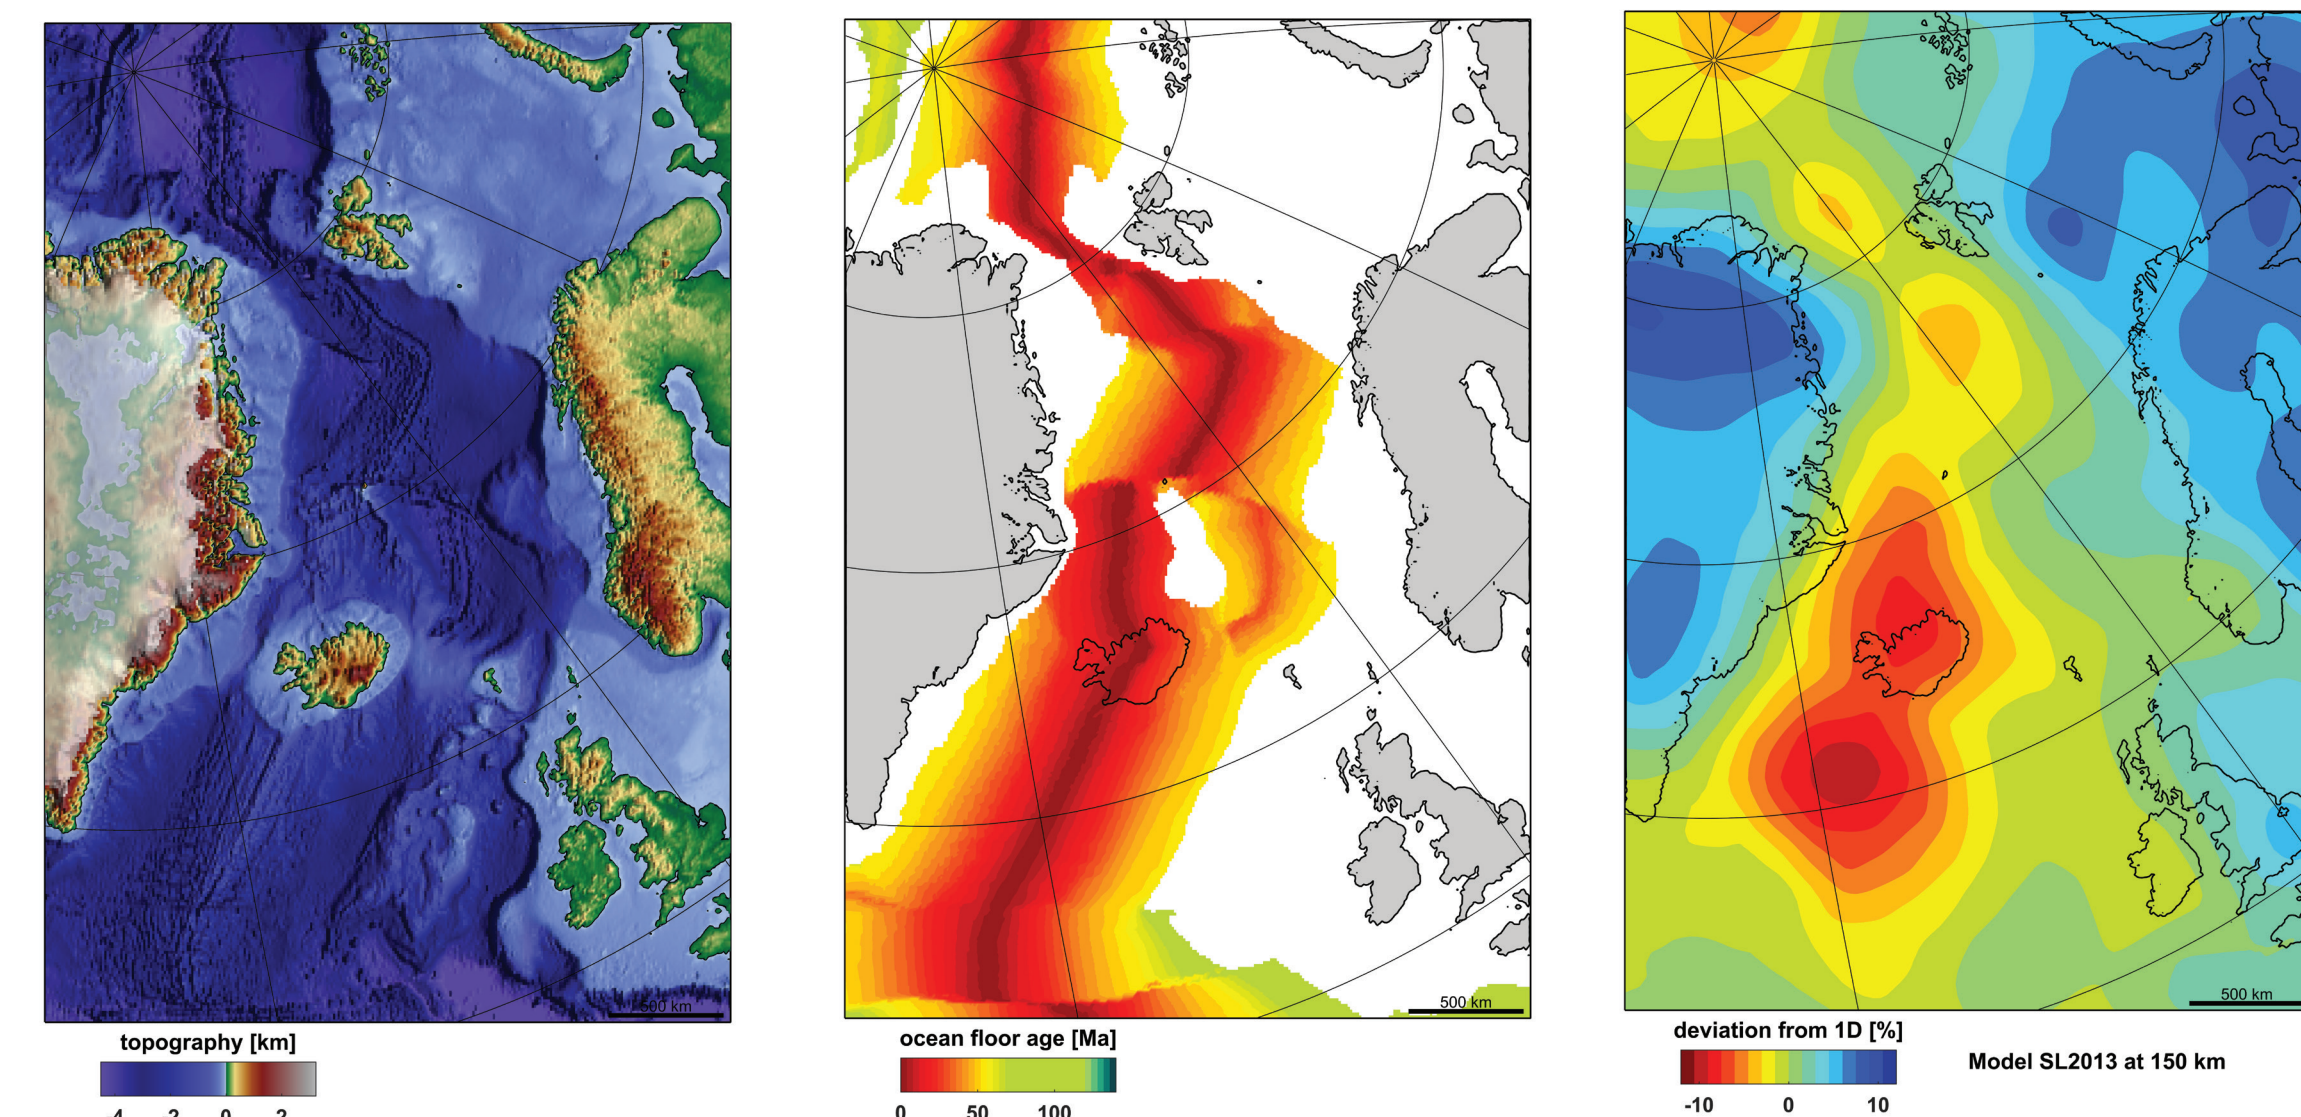 500 km
500 km
500 km
topography [km]
ocean floor age [Ma]
deviation from 1D [%]
Model SL2013 at 150 km
-4 -2 0 2
0 50 100
-10 0 10